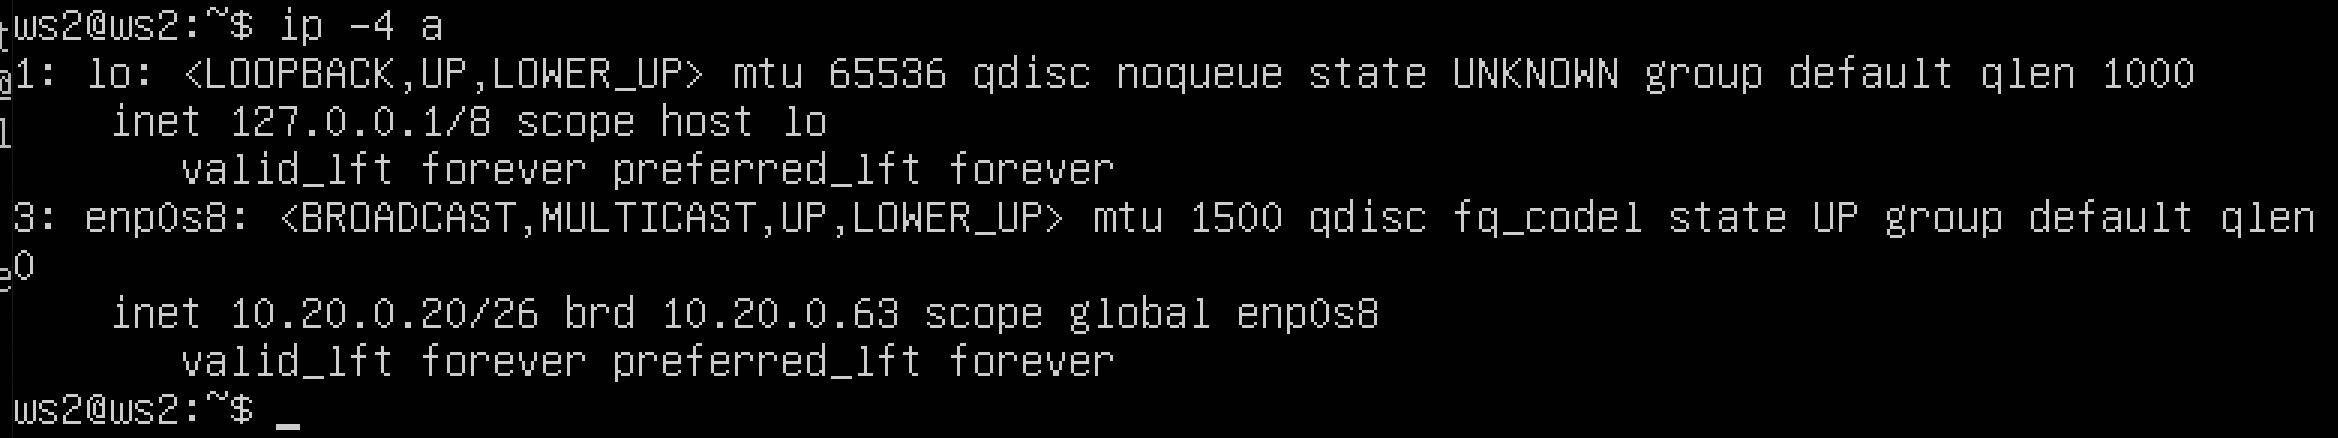 ws2@ws2:~$ ip -4 a
1: lo: <LOOPBACK,UP,LOWER_UP> mtu 65536 qdisc noqueue state UNKNOWN group default qlen 1000
    inet 127.0.0.1/8 scope host lo
       valid_lft forever preferred_lft forever
3: enp0s8: <BROADCAST,MULTICAST,UP,LOWER_UP> mtu 1500 qdisc fq_codel state UP group default qlen
0
    inet 10.20.0.20/26 brd 10.20.0.63 scope global enp0s8
       valid_lft forever preferred_lft forever
ws2@ws2:~$ _